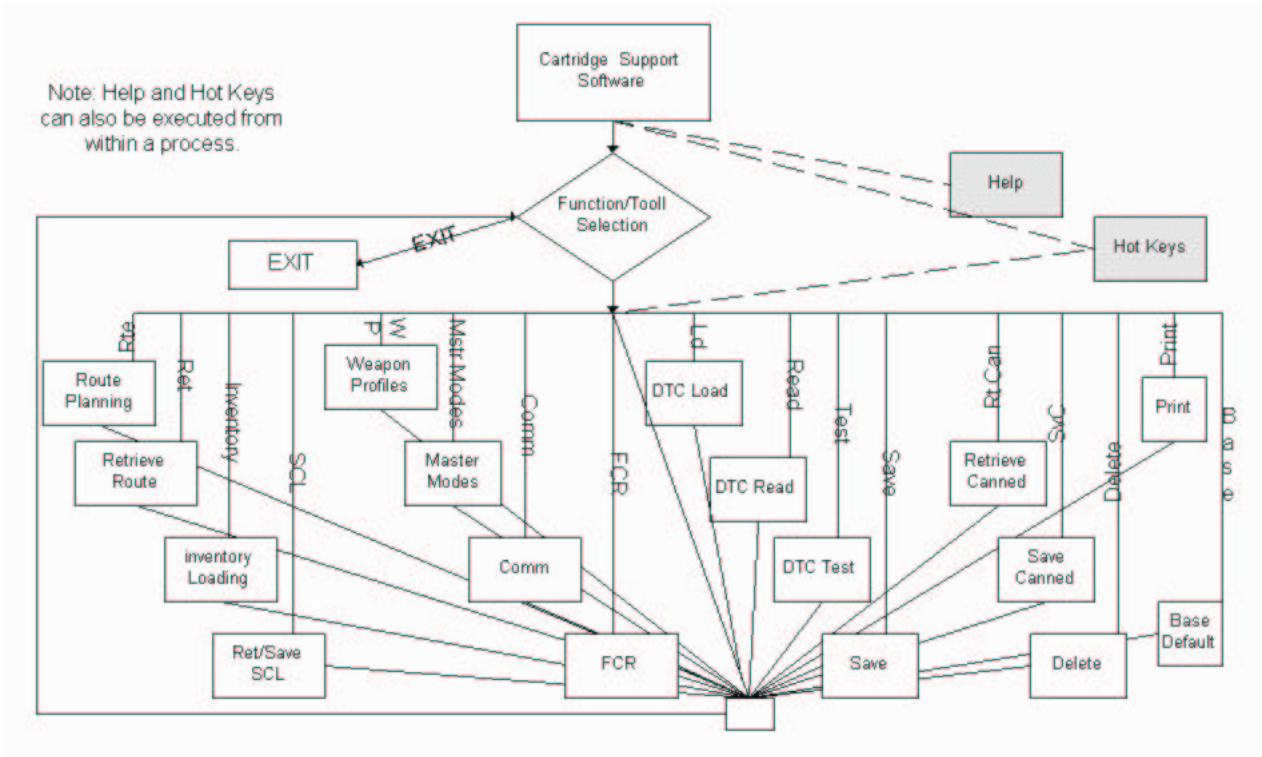 Cartridge Support
Software
Note: Help and Hot Keys
can also be executed from
within a process.
Help
Function/Tooll
Selection
EXIT
EXIT
Hot Keys
Rte
Ret
Inventory
SCL
WP
Mstr Modes
Comm
FCR
Ld
Read
Test
Save
Rt Can
SvC
Delete
Print
Base
Route
Planning
Weapon
Profiles
DTC Load
Print
Retrieve
Route
Master
Modes
DTC Read
Retrieve
Canned
inventory
Loading
Comm
DTC Test
Save
Canned
Ret/Save
SCL
FCR
Save
Delete
Base
Default